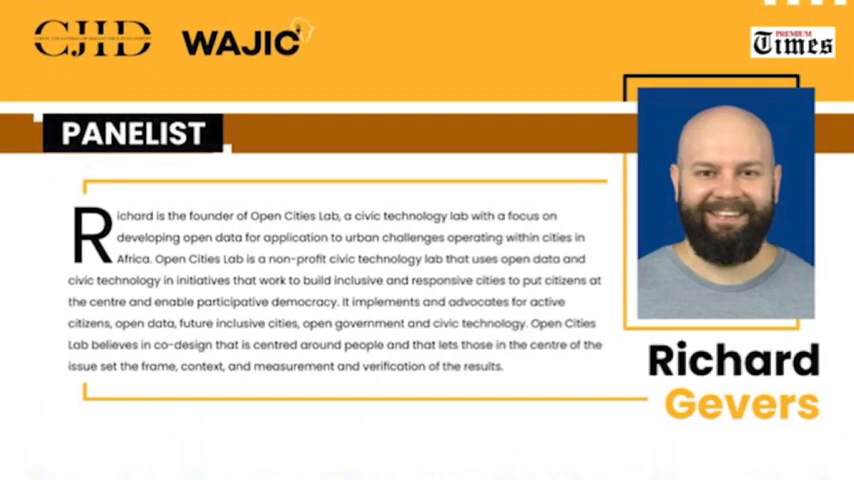 CJID
WAJIC
PREMIUM
Times
PANELIST
Richard is the founder of Open Cities Lab, a civic technology lab with a focus on
developing open data for application to urban challenges operating within cities in
Africa. Open Cities Lab is a non-profit civic technology lab that uses open data and
civic technology in initiatives that work to build inclusive and responsive cities to put citizens at
the centre and enable participative democracy. It implements and advocates for active
citizens, open data, future inclusive cities, open government and civic technology. Open Cities
Lab believes in co-design that is centred around people and that lets those in the centre of the
issue set the frame, context, and measurement and verification of the results.
Richard
Gevers